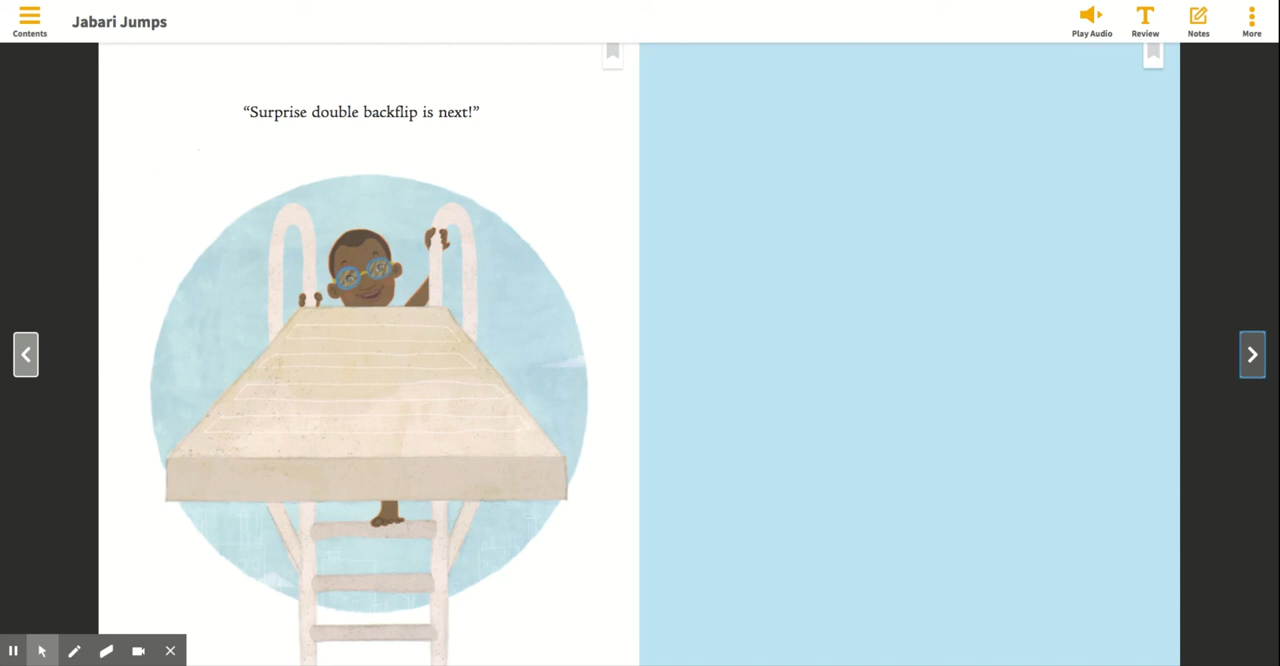 Contents
Jabari Jumps
Play Audio
Review
Notes
More
“Surprise double backflip is next!”